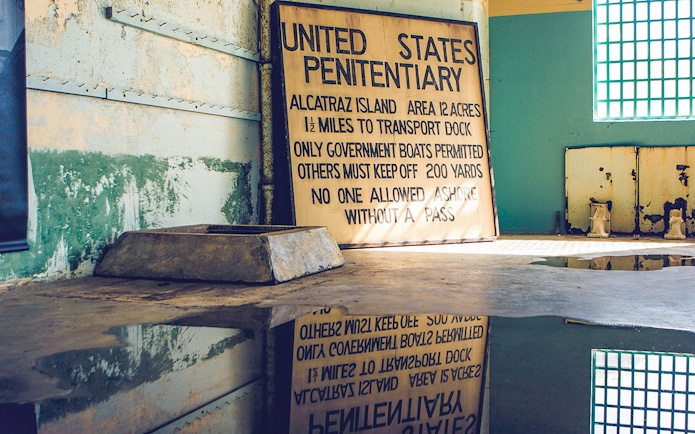 UNITED STATES
PENITENTIARY
ALCATRAZ ISLAND AREA 12 ACRES
1½ MILES TO TRANSPORT DOCK
ONLY GOVERNMENT BOATS PERMITTED
OTHERS MUST KEEP OFF 200 YARDS
NO ONE ALLOWED ASHORE
WITHOUT A PASS